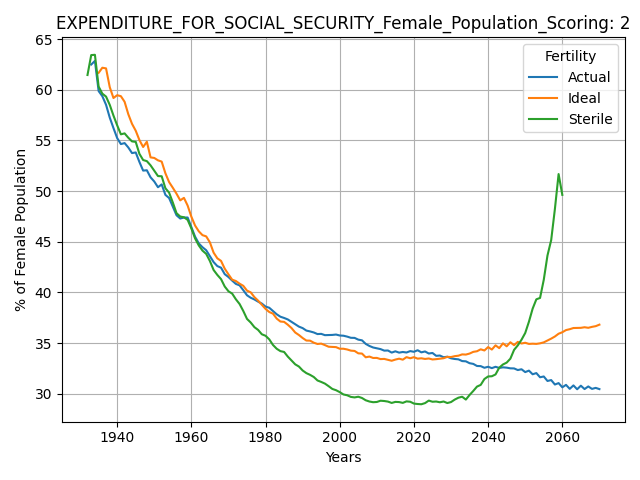 EXPENDITURE_FOR_SOCIAL_SECURITY_Female_Population_Scoring: 2
65
60
55
50
45
40
35
30
% of Female Population
Fertility
Actual
Ideal
Sterile
1940 1960 1980 2000 2020 2040 2060
Years